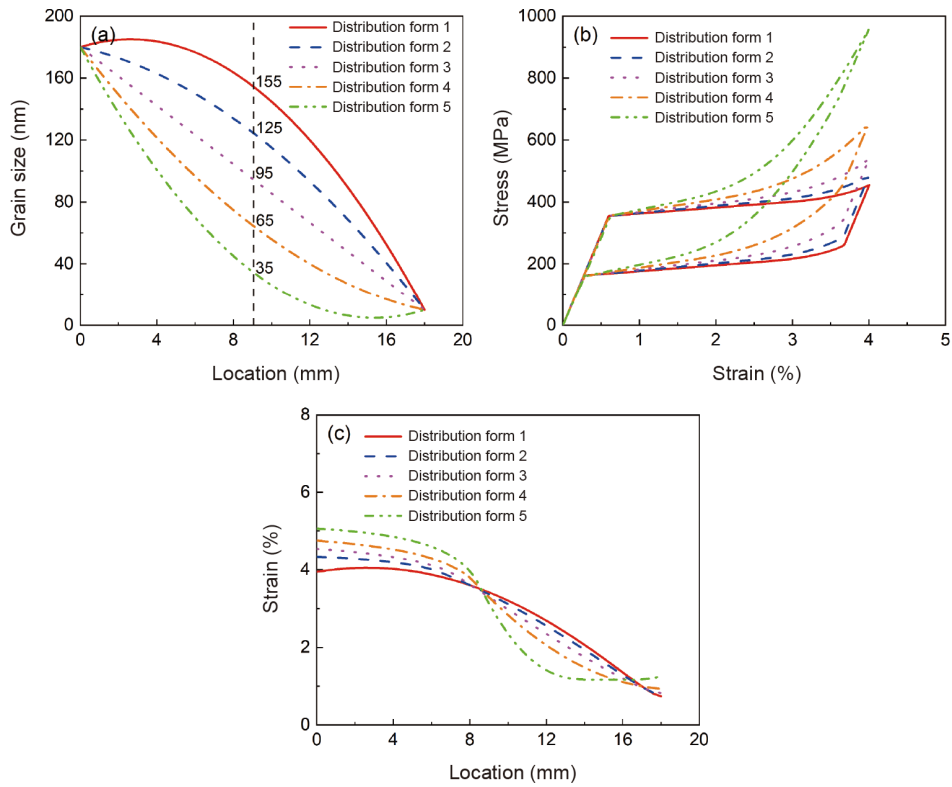 (a)
Distribution form 1
Distribution form 2
Distribution form 3
Distribution form 4
Distribution form 5
155
125
95
65
35
200
160
120
80
40
0
Grain size (nm)
0 4 8 12 16 20
Location (mm)
(b)
Distribution form 1
Distribution form 2
Distribution form 3
Distribution form 4
Distribution form 5
1000
800
600
400
200
0
Stress (MPa)
0 1 2 3 4 5
Strain (%)
(c)
Distribution form 1
Distribution form 2
Distribution form 3
Distribution form 4
Distribution form 5
8
6
4
2
0
Strain (%)
0 4 8 12 16 20
Location (mm)